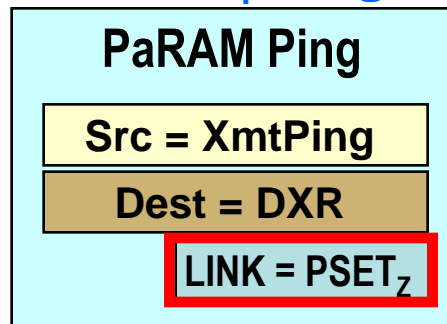 PaRAM Ping
Src = XmtPing
Dest = DXR
LINK = PSETZ